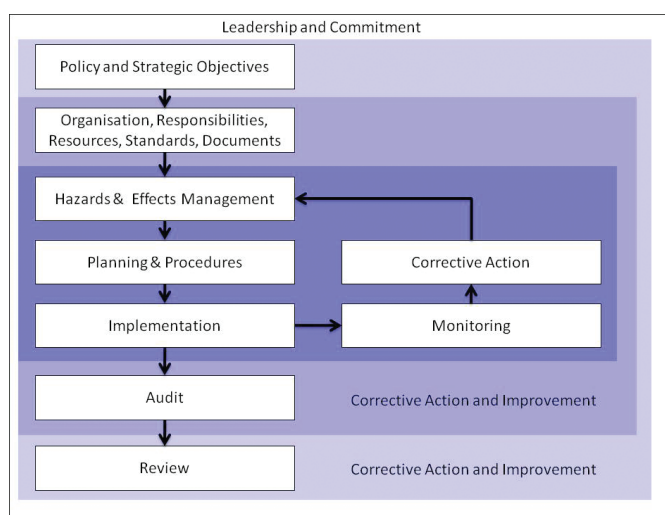 Leadership and Commitment
Policy and Strategic Objectives
Organisation, Responsibilities,
Resources, Standards, Documents
Hazards & Effects Management
Planning & Procedures
Corrective Action
Implementation
Monitoring
Audit
Corrective Action and Improvement
Review
Corrective Action and Improvement